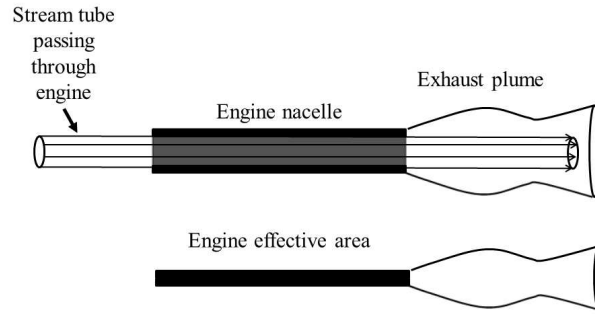 Stream tube
passing
through
engine
Engine nacelle
Exhaust plume
Engine effective area